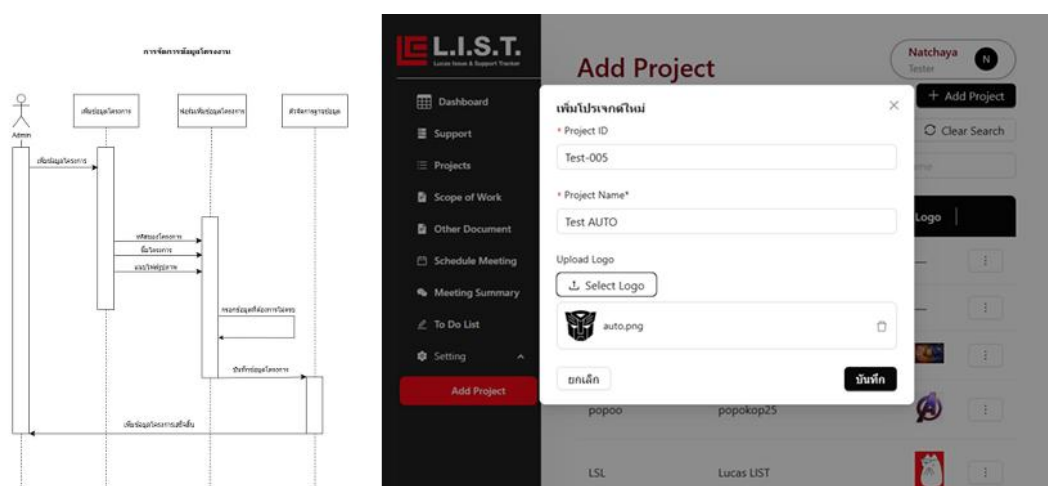 การจัดการข้อมูลโครงงาน
Admin
เพิ่มข้อมูลโครงการ
ฟอร์มเพิ่มข้อมูลโครงการ
ตัวจัดการฐานข้อมูล
เพิ่มข้อมูลโครงการ
รหัสของโครงการ
ชื่อโครงการ
แนบไฟล์รูปภาพ
กรอกข้อมูลที่ต้องการไม่ครบ
บันทึกข้อมูลโครงการ
เพิ่มข้อมูลโครงการเสร็จสิ้น
L.I.S.T.
Lucas Issue & Support Tracker
Dashboard
Support
Projects
Scope of Work
Other Document
Schedule Meeting
Meeting Summary
To Do List
Setting
Add Project
Add Project
Natchaya
Tester
N
+ Add Project
Clear Search
Logo
เพิ่มโปรเจกต์ใหม่
* Project ID
Test-005
* Project Name*
Test AUTO
Upload Logo
Select Logo
auto.png
ยกเลิก
บันทึก
popoo popokop25
LSL Lucas LIST